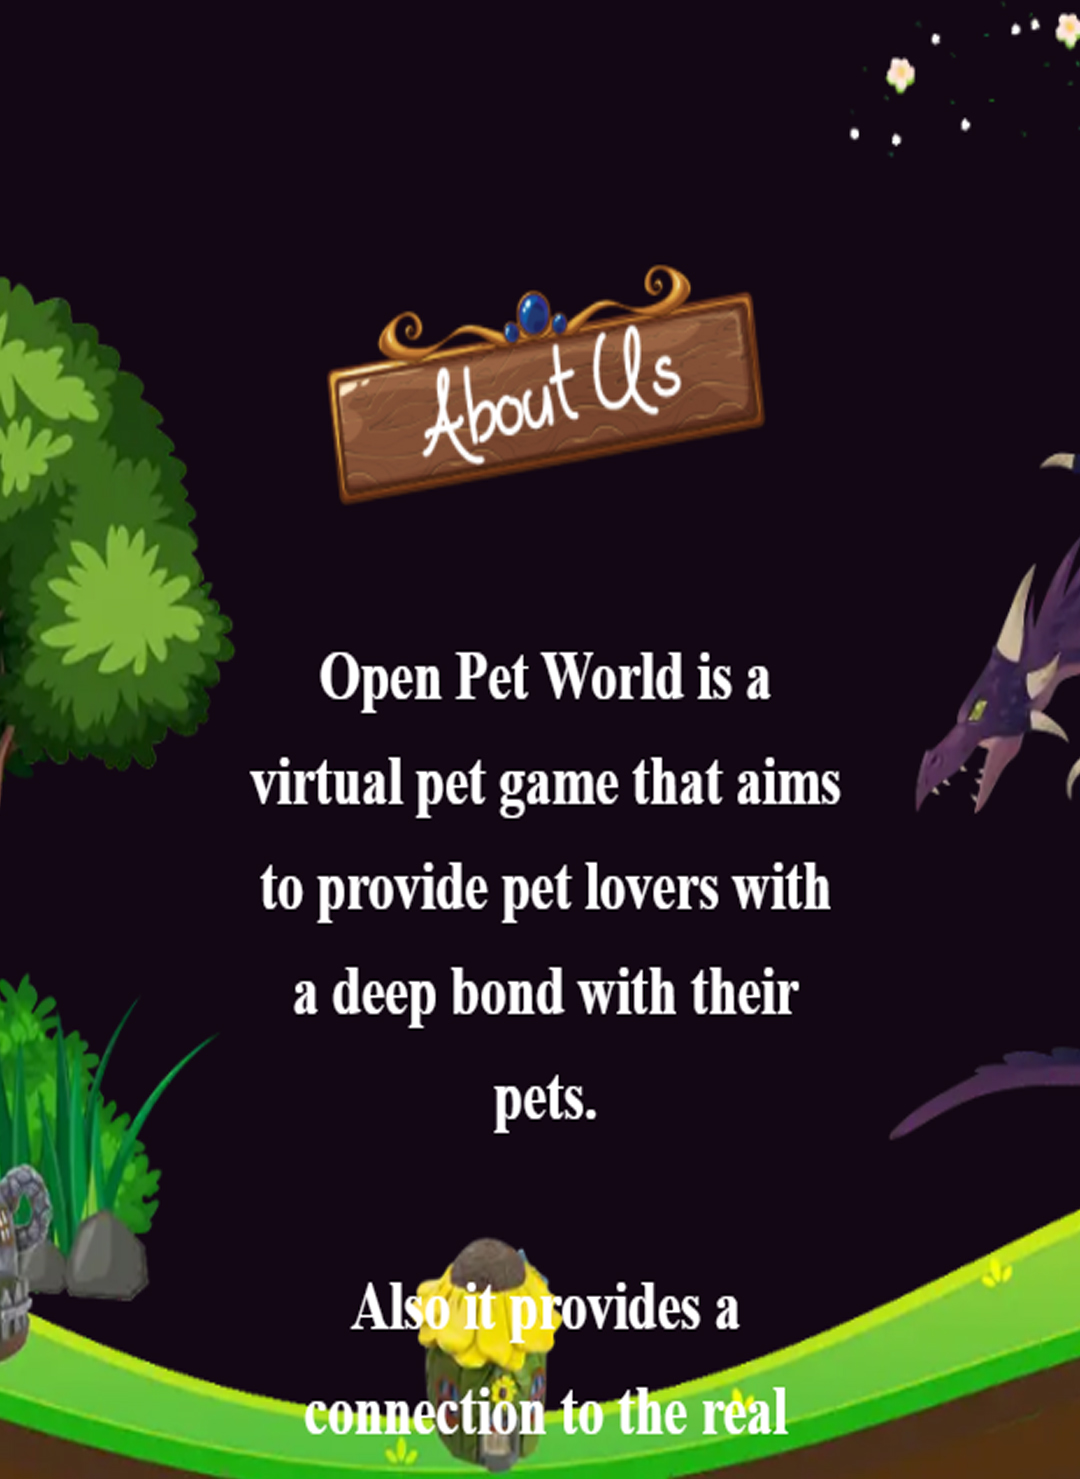 About Us
Open Pet World is a
virtual pet game that aims
to provide pet lovers with
a deep bond with their
pets.
Also it provides a
connection to the real